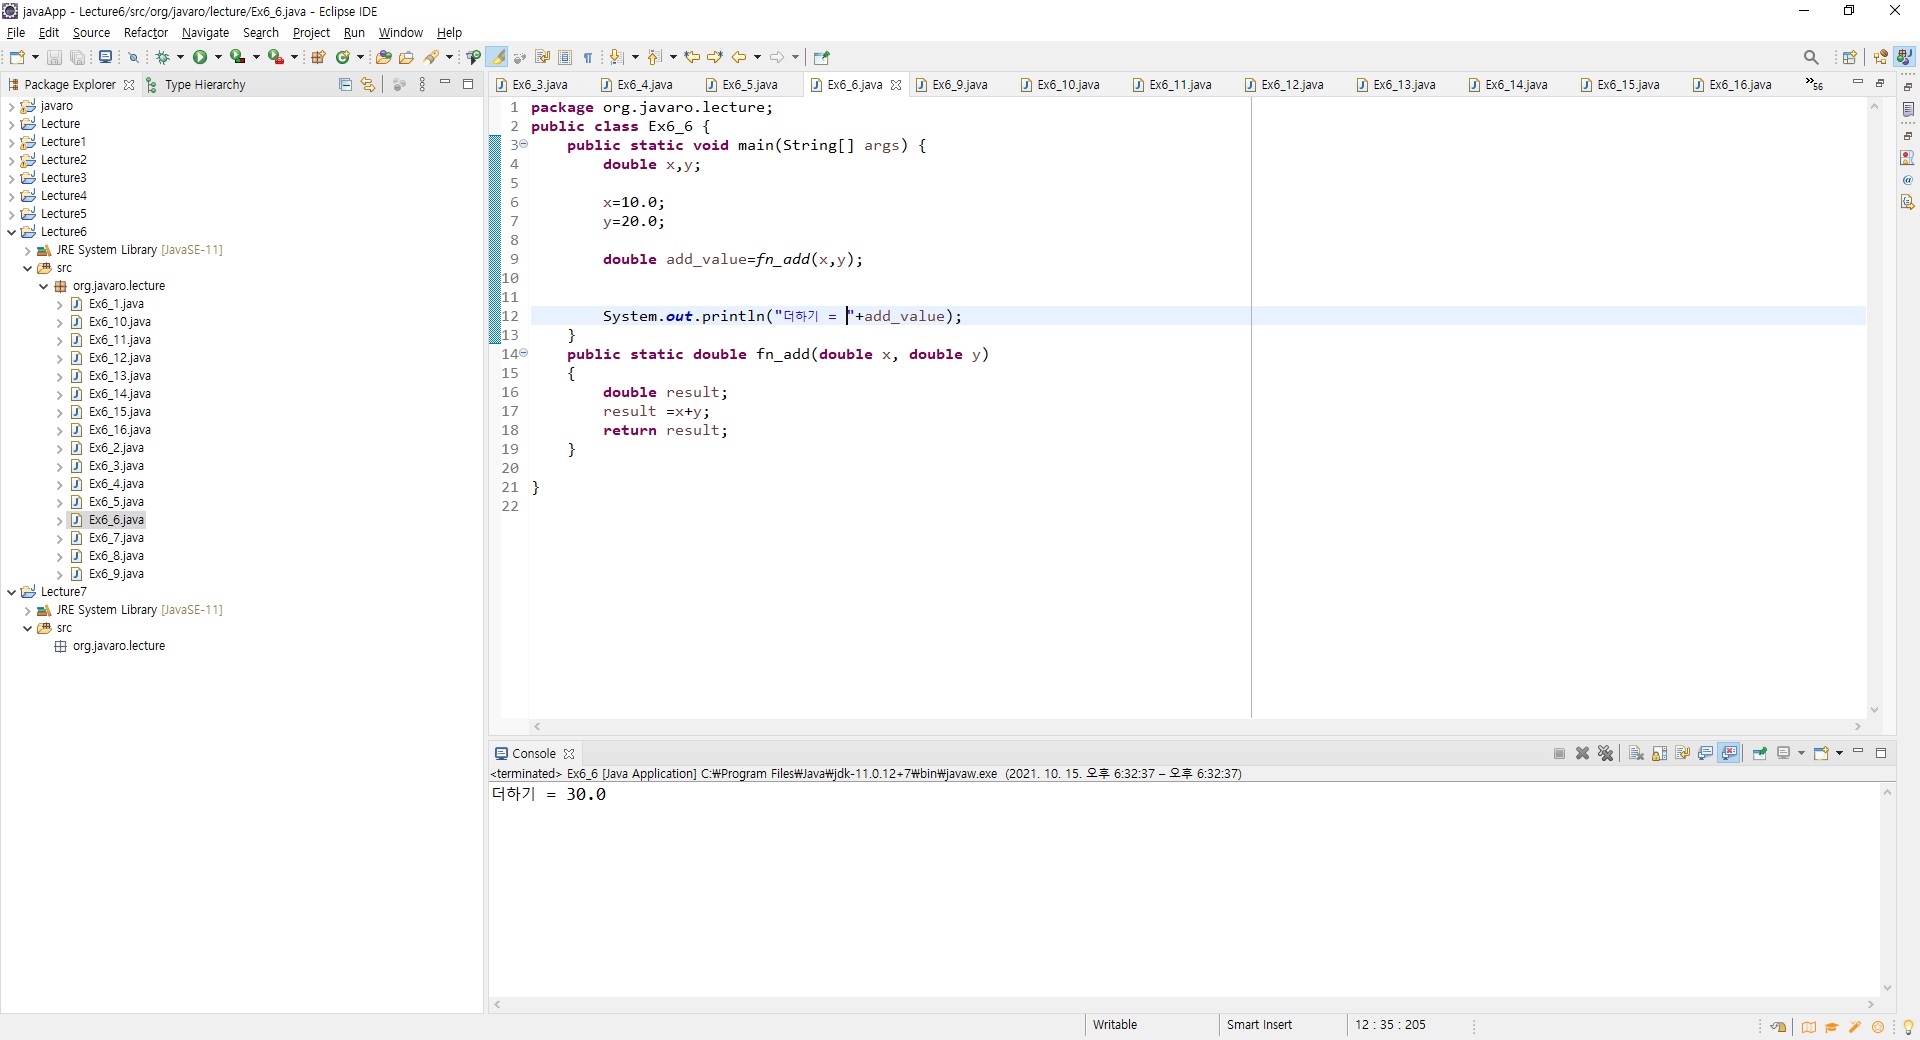 javaApp - Lecture6/src/org/javaro/lecture/Ex6_6.java - Eclipse IDE
File Edit Source Refactor Navigate Search Project Run Window Help
Package Explorer Type Hierarchy
javaro
Lecture
Lecture1
Lecture2
Lecture3
Lecture4
Lecture5
Lecture6
JRE System Library [JavaSE-11]
src
org.javaro.lecture
Ex6_1.java
Ex6_10.java
Ex6_11.java
Ex6_12.java
Ex6_13.java
Ex6_14.java
Ex6_15.java
Ex6_16.java
Ex6_2.java
Ex6_3.java
Ex6_4.java
Ex6_5.java
Ex6_6.java
Ex6_7.java
Ex6_8.java
Ex6_9.java
Lecture7
JRE System Library [JavaSE-11]
src
org.javaro.lecture
Ex6_3.java Ex6_4.java Ex6_5.java Ex6_6.java Ex6_9.java Ex6_10.java Ex6_11.java Ex6_12.java Ex6_13.java Ex6_14.java Ex6_15.java Ex6_16.java »56
1 package org.javaro.lecture;
2 public class Ex6_6 {
3 public static void main(String[] args) {
4 double x,y;
5
6 x=10.0;
7 y=20.0;
8
9 double add_value=fn_add(x,y);
10
11
12 System.out.println("더하기 = "+add_value);
13 }
14 public static double fn_add(double x, double y)
15 {
16 double result;
17 result =x+y;
18 return result;
19 }
20
21 }
22
Console
<terminated> Ex6_6 [Java Application] C:₩Program Files₩Java₩jdk-11.0.12+7₩bin₩javaw.exe (2021. 10. 15. 오후 6:32:37 – 오후 6:32:37)
더하기 = 30.0
Writable Smart Insert 12 : 35 : 205